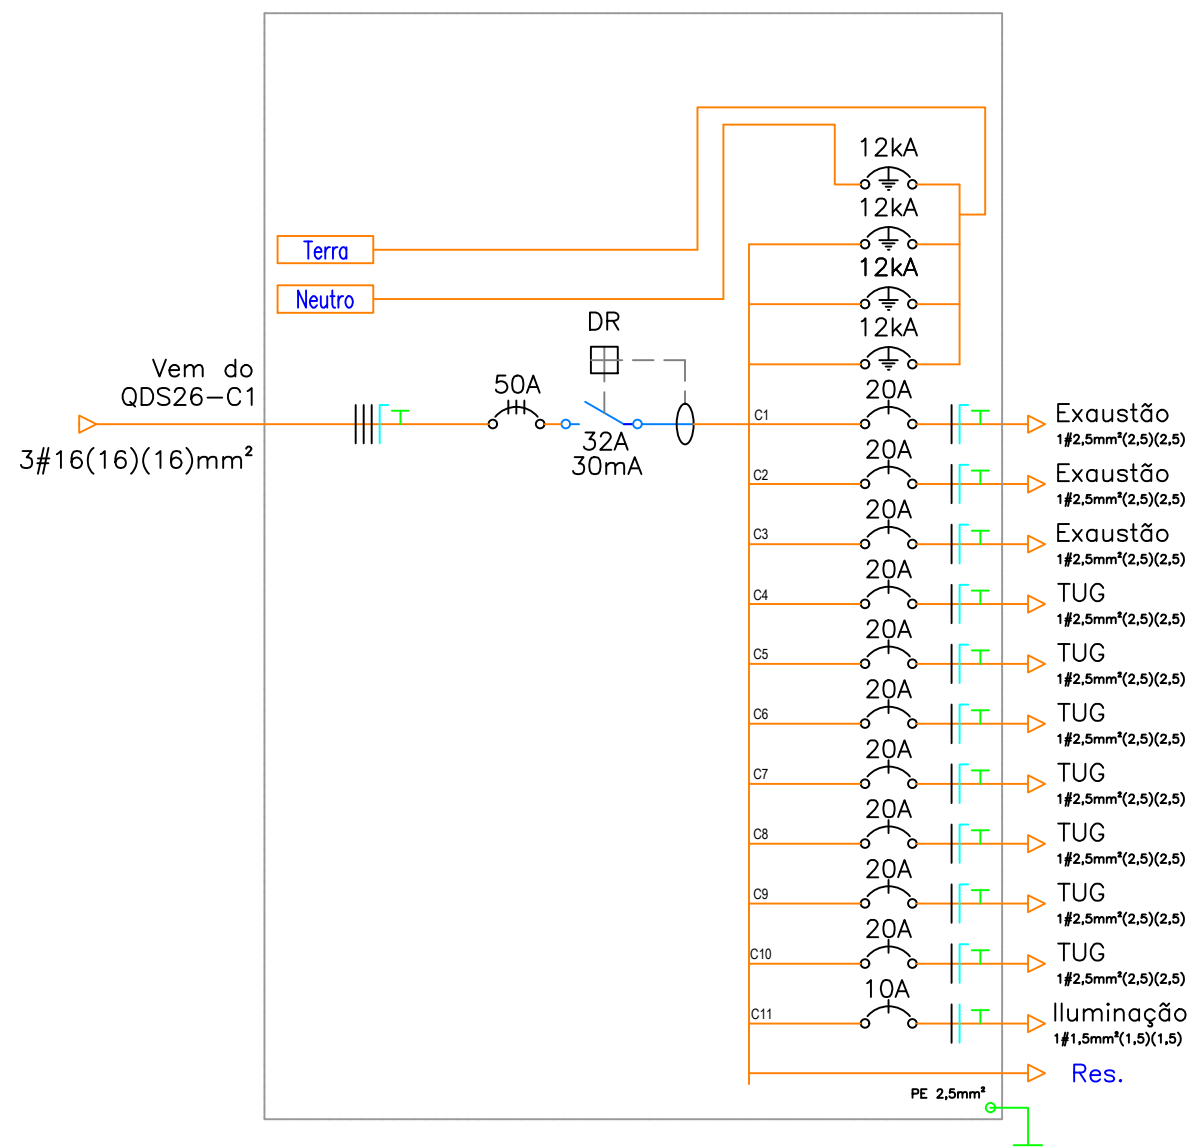 12kA
12kA
Terra
12kA
Neutro
12kA
DR
Vem do
QDS26-C1
50A
3#16(16)(16)mm²
32A
30mA
C1
20A
Exaustão
1#2,5mm²(2,5)(2,5)
C2
20A
Exaustão
1#2,5mm²(2,5)(2,5)
C3
20A
Exaustão
1#2,5mm²(2,5)(2,5)
C4
20A
TUG
1#2,5mm²(2,5)(2,5)
C5
20A
TUG
1#2,5mm²(2,5)(2,5)
C6
20A
TUG
1#2,5mm²(2,5)(2,5)
C7
20A
TUG
1#2,5mm²(2,5)(2,5)
C8
20A
TUG
1#2,5mm²(2,5)(2,5)
C9
20A
TUG
1#2,5mm²(2,5)(2,5)
C10
20A
TUG
1#2,5mm²(2,5)(2,5)
C11
10A
Iluminação
1#1,5mm²(1,5)(1,5)
Res.
PE 2,5mm²